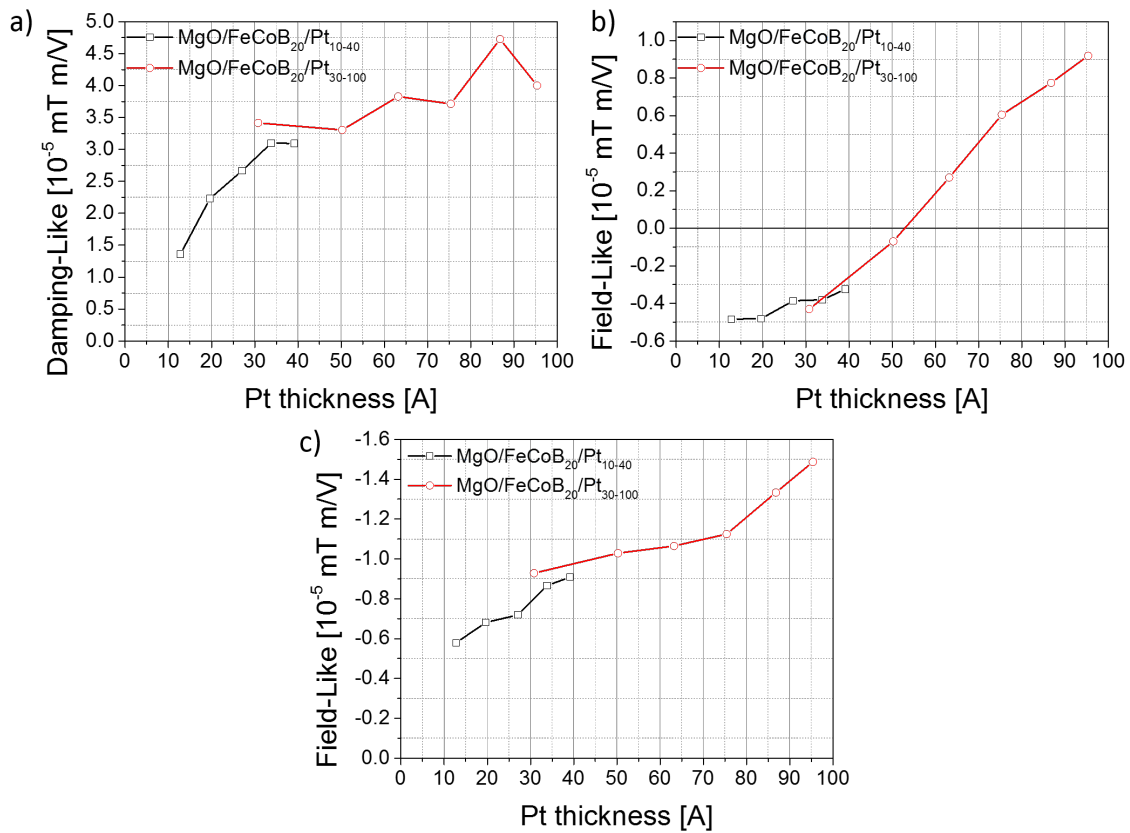 a)
5.0
4.5
4.0
3.5
3.0
2.5
2.0
1.5
1.0
0.5
0.0
Damping-Like [10⁻⁵ mT m/V]
MgO/FeCoB₂₀/Pt₁₀₋₄₀
MgO/FeCoB₂₀/Pt₃₀₋₁₀₀
0 10 20 30 40 50 60 70 80 90 100
Pt thickness [A]
b)
1.0
0.8
0.6
0.4
0.2
0.0
-0.2
-0.4
-0.6
Field-Like [10⁻⁵ mT m/V]
MgO/FeCoB₂₀/Pt₁₀₋₄₀
MgO/FeCoB₂₀/Pt₃₀₋₁₀₀
0 10 20 30 40 50 60 70 80 90 100
Pt thickness [A]
c)
-1.6
-1.4
-1.2
-1.0
-0.8
-0.6
-0.4
-0.2
0.0
Field-Like [10⁻⁵ mT m/V]
MgO/FeCoB₂₀/Pt₁₀₋₄₀
MgO/FeCoB₂₀/Pt₃₀₋₁₀₀
0 10 20 30 40 50 60 70 80 90 100
Pt thickness [A]